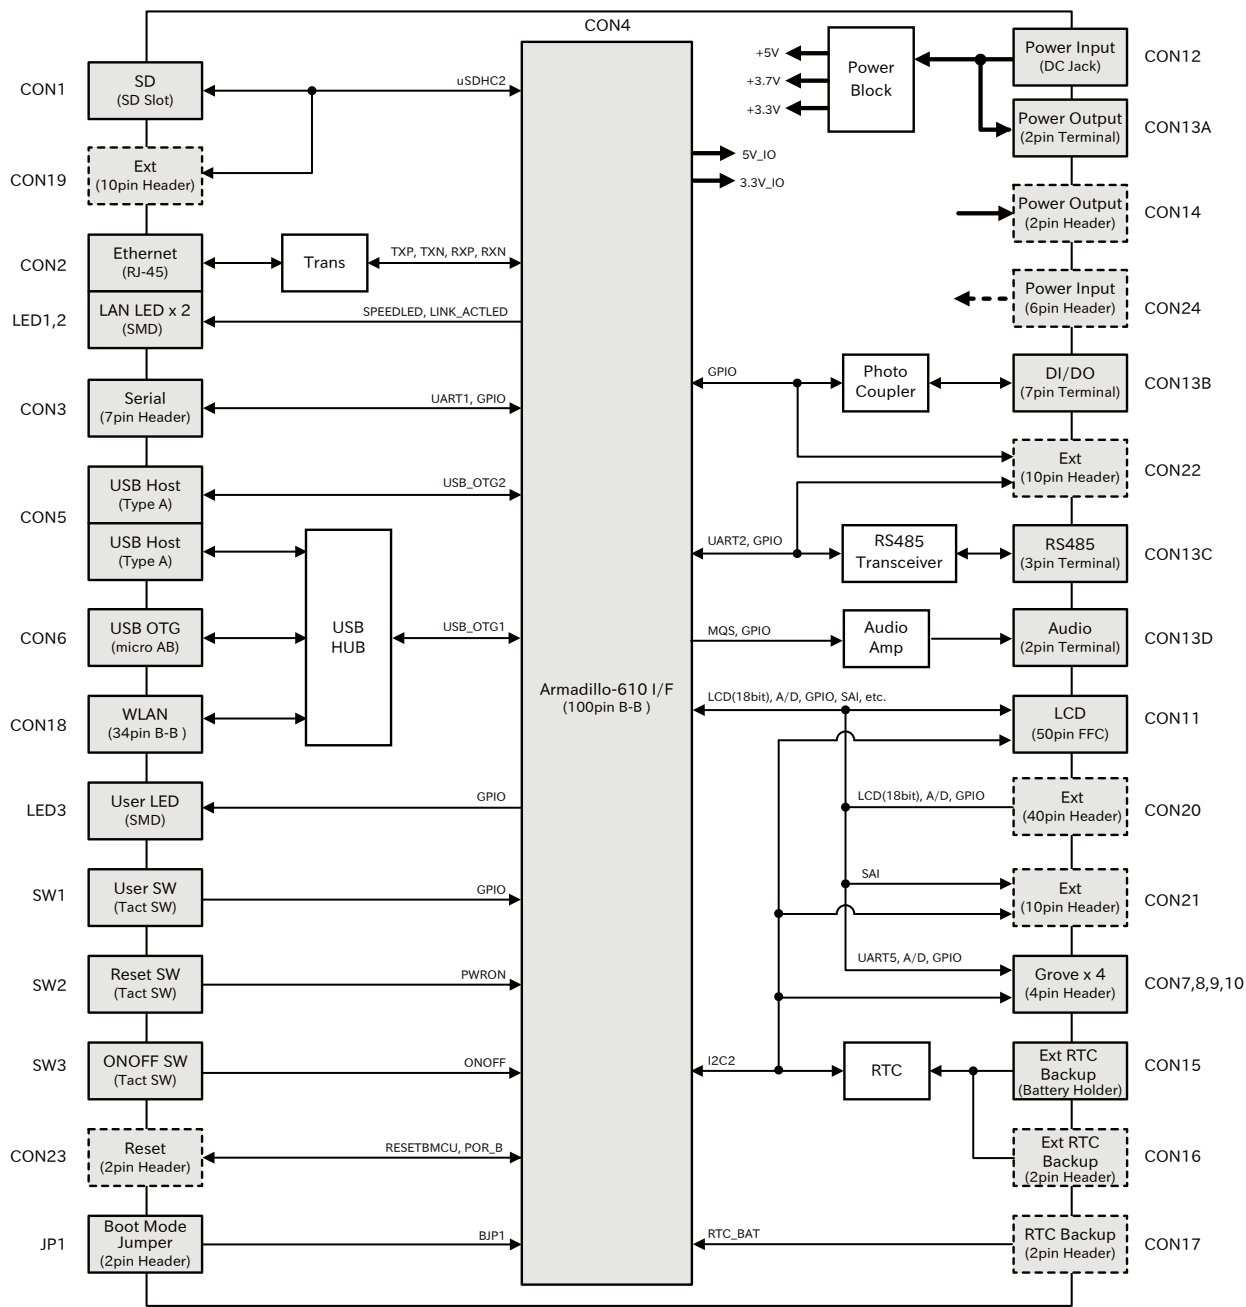 CON4
CON1
SD
(SD Slot)
uSDHC2
CON19
Ext
(10pin Header)
CON2
Ethernet
(RJ-45)
Trans
TXP, TXN, RXP, RXN
LED1,2
LAN LED x 2
(SMD)
SPEEDLED, LINK_ACTLED
CON3
Serial
(7pin Header)
UART1, GPIO
CON5
USB Host
(Type A)
USB_OTG2
USB Host
(Type A)
CON6
USB OTG
(micro AB)
USB
HUB
USB_OTG1
CON18
WLAN
(34pin B-B )
LED3
User LED
(SMD)
GPIO
SW1
User SW
(Tact SW)
GPIO
SW2
Reset SW
(Tact SW)
PWRON
SW3
ONOFF SW
(Tact SW)
ONOFF
CON23
Reset
(2pin Header)
RESETBMCU, POR_B
JP1
Boot Mode
Jumper
(2pin Header)
BJP1
Armadillo-610 I/F
(100pin B-B )
+5V
+3.7V
+3.3V
Power
Block
Power Input
(DC Jack)
CON12
Power Output
(2pin Terminal)
CON13A
5V_IO
3.3V_IO
Power Output
(2pin Header)
CON14
Power Input
(6pin Header)
CON24
GPIO
Photo
Coupler
DI/DO
(7pin Terminal)
CON13B
Ext
(10pin Header)
CON22
UART2, GPIO
RS485
Transceiver
RS485
(3pin Terminal)
CON13C
MQS, GPIO
Audio
Amp
Audio
(2pin Terminal)
CON13D
LCD(18bit), A/D, GPIO, SAI, etc.
LCD
(50pin FFC)
CON11
LCD(18bit), A/D, GPIO
Ext
(40pin Header)
CON20
SAI
Ext
(10pin Header)
CON21
UART5, A/D, GPIO
Grove x 4
(4pin Header)
CON7,8,9,10
I2C2
RTC
Ext RTC
Backup
(Battery Holder)
CON15
Ext RTC
Backup
(2pin Header)
CON16
RTC_BAT
RTC Backup
(2pin Header)
CON17